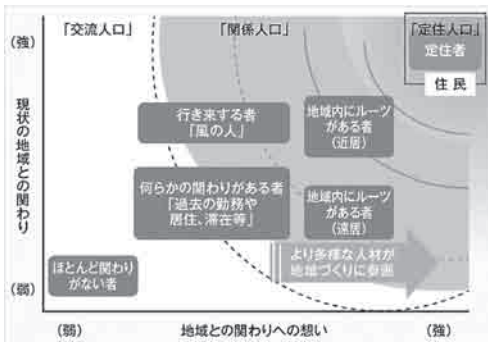 「交流人口」
「関係人口」
「定住人口」
(強)
定住者
住民
行き来する者
「風の人」
地域内にルーツ
がある者
(近居)
現状の地域との関わり
何らかの関わりがある者
「過去の勤務や
居住、滞在等」
地域内にルーツ
がある者
(遠居)
より多様な人材が
地域づくりに参画
ほとんど関わり
がない者
(弱)
(弱)
地域との関わりへの想い
(強)